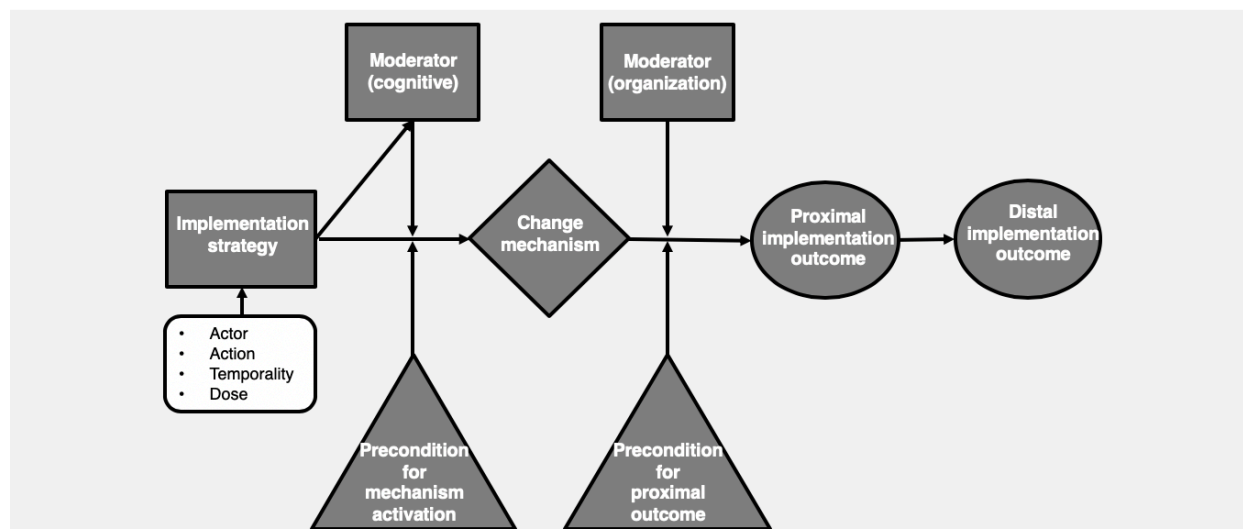 Moderator
(cognitive)
Moderator
(organization)
Implementation
strategy
Change
mechanism
Proximal
implementation
outcome
Distal
implementation
outcome
• Actor
• Action
• Temporality
• Dose
Precondition
for
mechanism
activation
Precondition
for
proximal
outcome